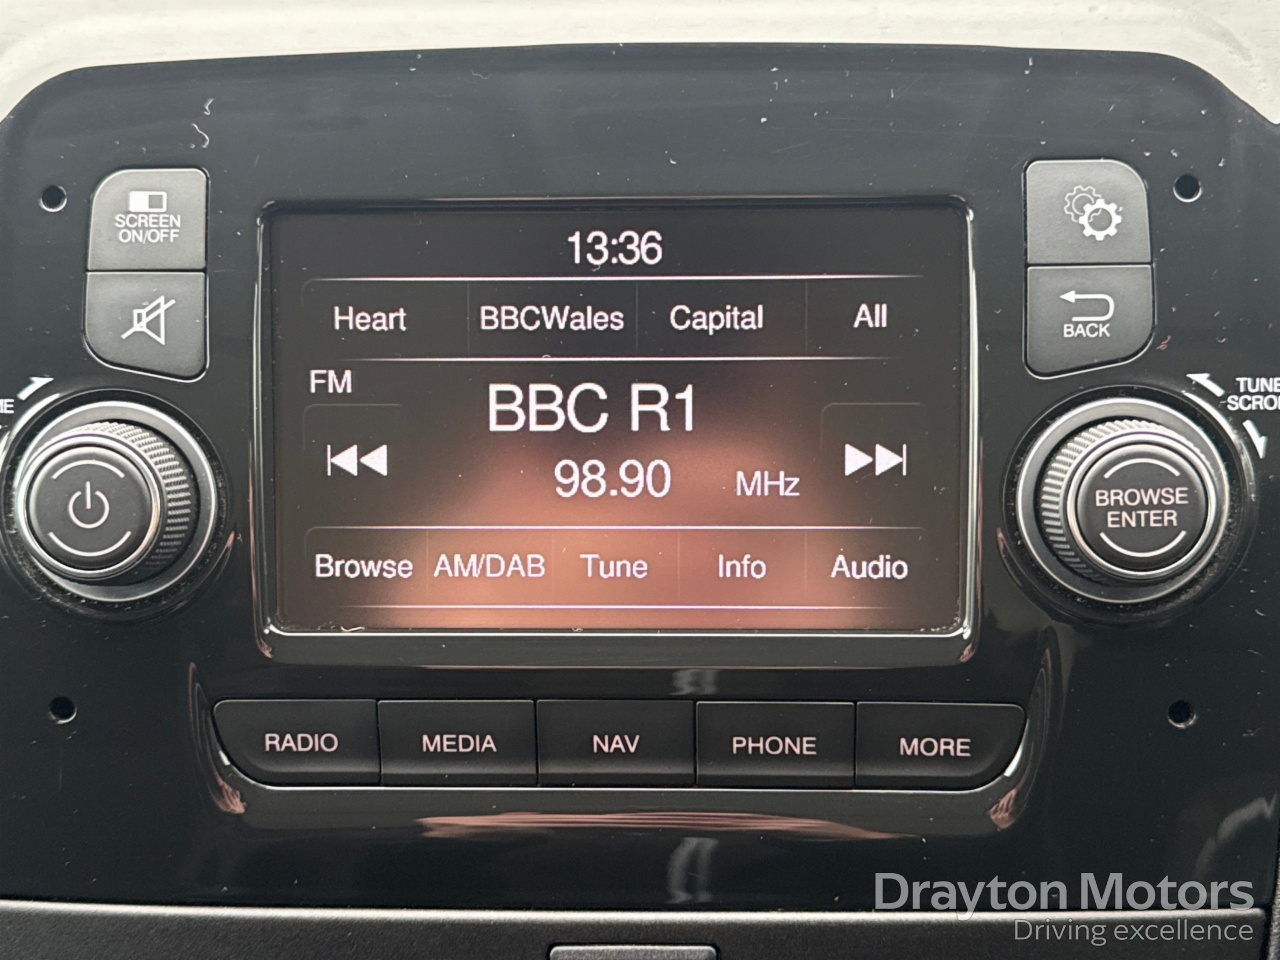 SCREEN
ON/OFF
13:36
Heart BBCWales Capital All
BACK
FM
BBC R1
98.90 MHz
TUNE
BROWSE
ENTER
Browse AM/DAB Tune Info Audio
RADIO MEDIA NAV PHONE MORE
Drayton Motors
Driving excellence